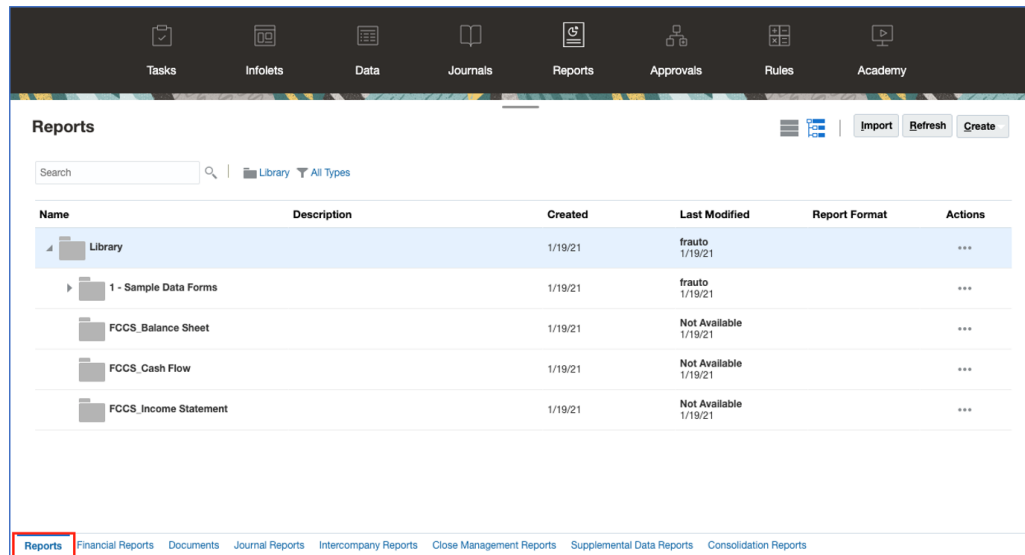 Tasks Infolets Data Journals Reports Approvals Rules Academy
Reports Import Refresh Create
Search Library All Types
Name Description Created Last Modified Report Format Actions
Library 1/19/21 frauto
1/19/21
1 - Sample Data Forms 1/19/21 frauto
1/19/21
FCCS_Balance Sheet 1/19/21 Not Available
1/19/21
FCCS_Cash Flow 1/19/21 Not Available
1/19/21
FCCS_Income Statement 1/19/21 Not Available
1/19/21
Reports Financial Reports Documents Journal Reports Intercompany Reports Close Management Reports Supplemental Data Reports Consolidation Reports